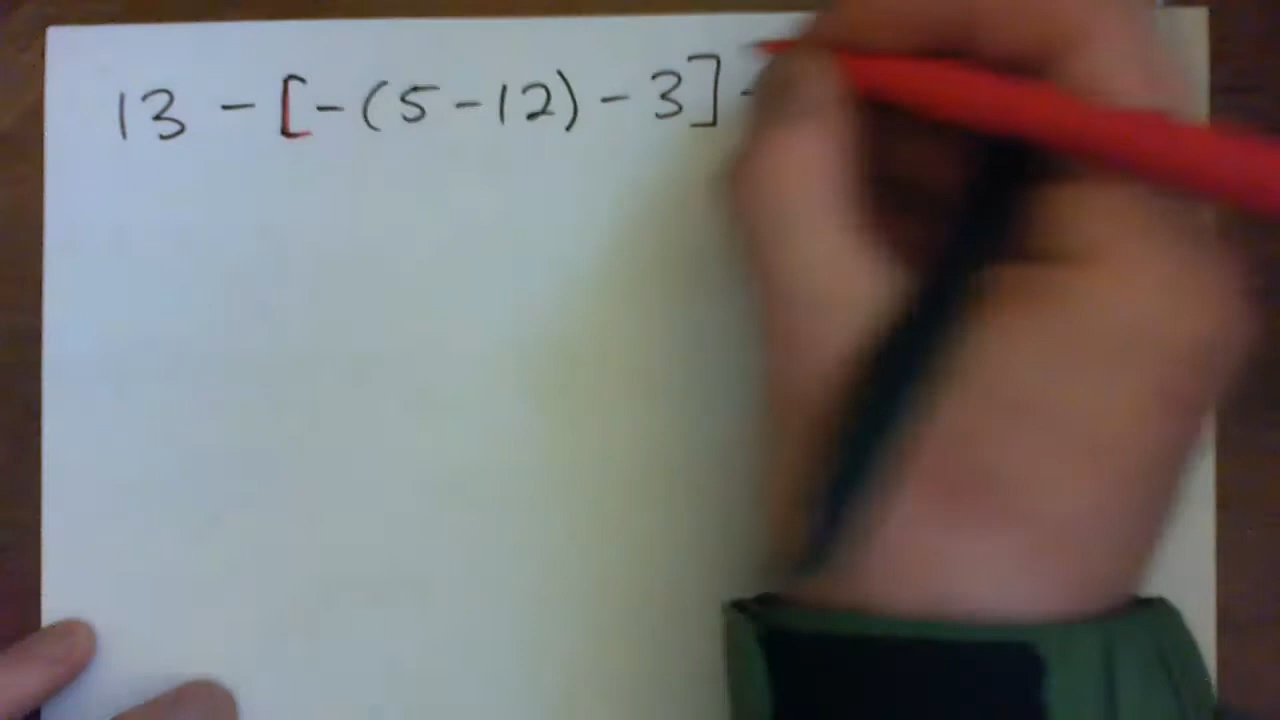 13 - [-(5-12)-3] -